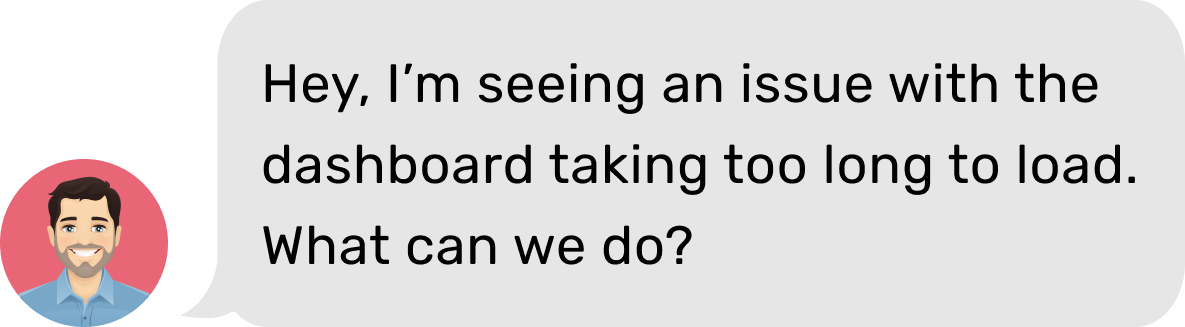 Hey, I’m seeing an issue with the
dashboard taking too long to load.
What can we do?